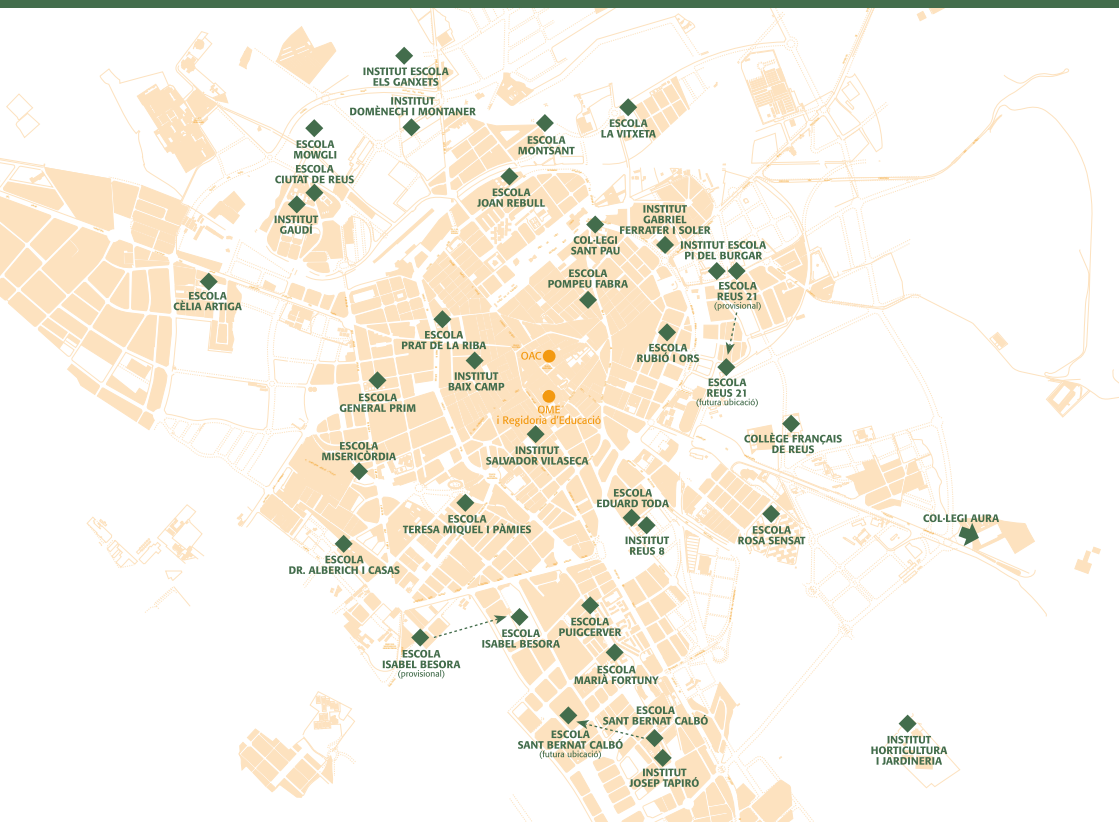 INSTITUT ESCOLA
ELS GANXETS
INSTITUT
DOMÈNECH I MONTANER
ESCOLA
MOWGLI
ESCOLA
CIUTAT DE REUS
INSTITUT
GAUDÍ
ESCOLA
MONTSANT
ESCOLA
LA VITXETA
ESCOLA
JOAN REBULL
COL·LEGI
SANT PAU
INSTITUT
GABRIEL
FERRATER I SOLER
INSTITUT ESCOLA
PI DEL BURGAR
ESCOLA
REUS 21
(provisional)
ESCOLA
POMPEU FABRA
ESCOLA
CÈLIA ARTIGA
ESCOLA
PRAT DE LA RIBA
ESCOLA
RUBIÓ I ORS
OAC
INSTITUT
BAIX CAMP
ESCOLA
REUS 21
(futura ubicació)
ESCOLA
GENERAL PRIM
OME
i Regidoria d'Educació
COLLÈGE FRANÇAIS
DE REUS
ESCOLA
MISERICÒRDIA
INSTITUT
SALVADOR VILASECA
ESCOLA
EDUARD TODA
INSTITUT
REUS 8
ESCOLA
TERESA MIQUEL I PÀMIES
ESCOLA
ROSA SENSAT
COL·LEGI AURA
ESCOLA
DR. ALBERICH I CASAS
ESCOLA
ISABEL BESORA
ESCOLA
PUIGCERVER
ESCOLA
ISABEL BESORA
(provisional)
ESCOLA
MARIÀ FORTUNY
ESCOLA
SANT BERNAT CALBÓ
ESCOLA
SANT BERNAT CALBÓ
(futura ubicació)
INSTITUT
JOSEP TAPIRÓ
INSTITUT
HORTICULTURA
I JARDINERIA